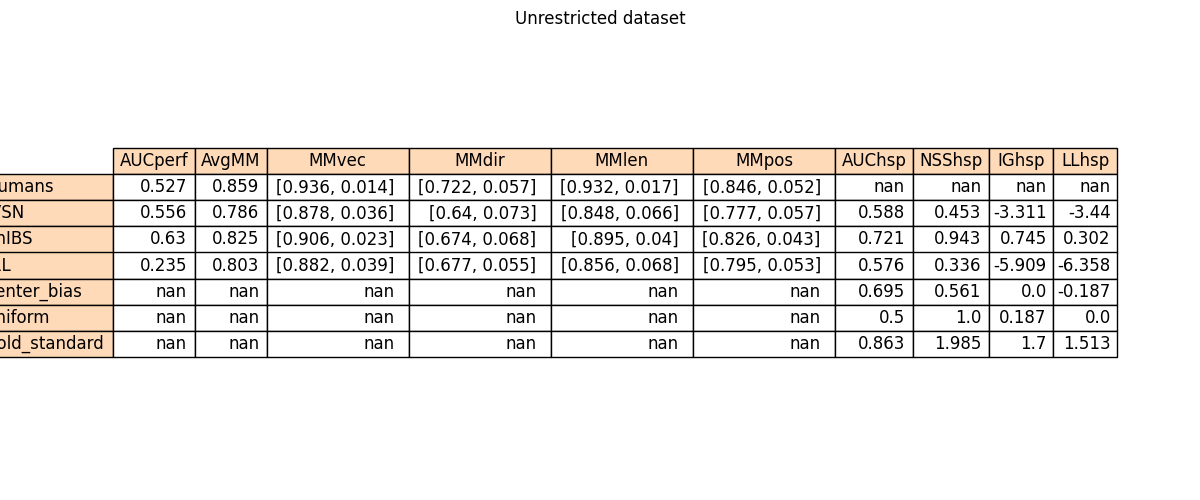 Unrestricted dataset
AUCperf AvgMM MMvec MMdir MMlen MMpos AUChsp NSShsp IGhsp LLhsp
umans 0.527 0.859 [0.936, 0.014] [0.722, 0.057] [0.932, 0.017] [0.846, 0.052] nan nan nan nan
SN 0.556 0.786 [0.878, 0.036] [0.64, 0.073] [0.848, 0.066] [0.777, 0.057] 0.588 0.453 -3.311 -3.44
nIBS 0.63 0.825 [0.906, 0.023] [0.674, 0.068] [0.895, 0.04] [0.826, 0.043] 0.721 0.943 0.745 0.302
L 0.235 0.803 [0.882, 0.039] [0.677, 0.055] [0.856, 0.068] [0.795, 0.053] 0.576 0.336 -5.909 -6.358
enter_bias nan nan nan nan nan nan 0.695 0.561 0.0 -0.187
niform nan nan nan nan nan nan 0.5 1.0 0.187 0.0
old_standard nan nan nan nan nan nan 0.863 1.985 1.7 1.513